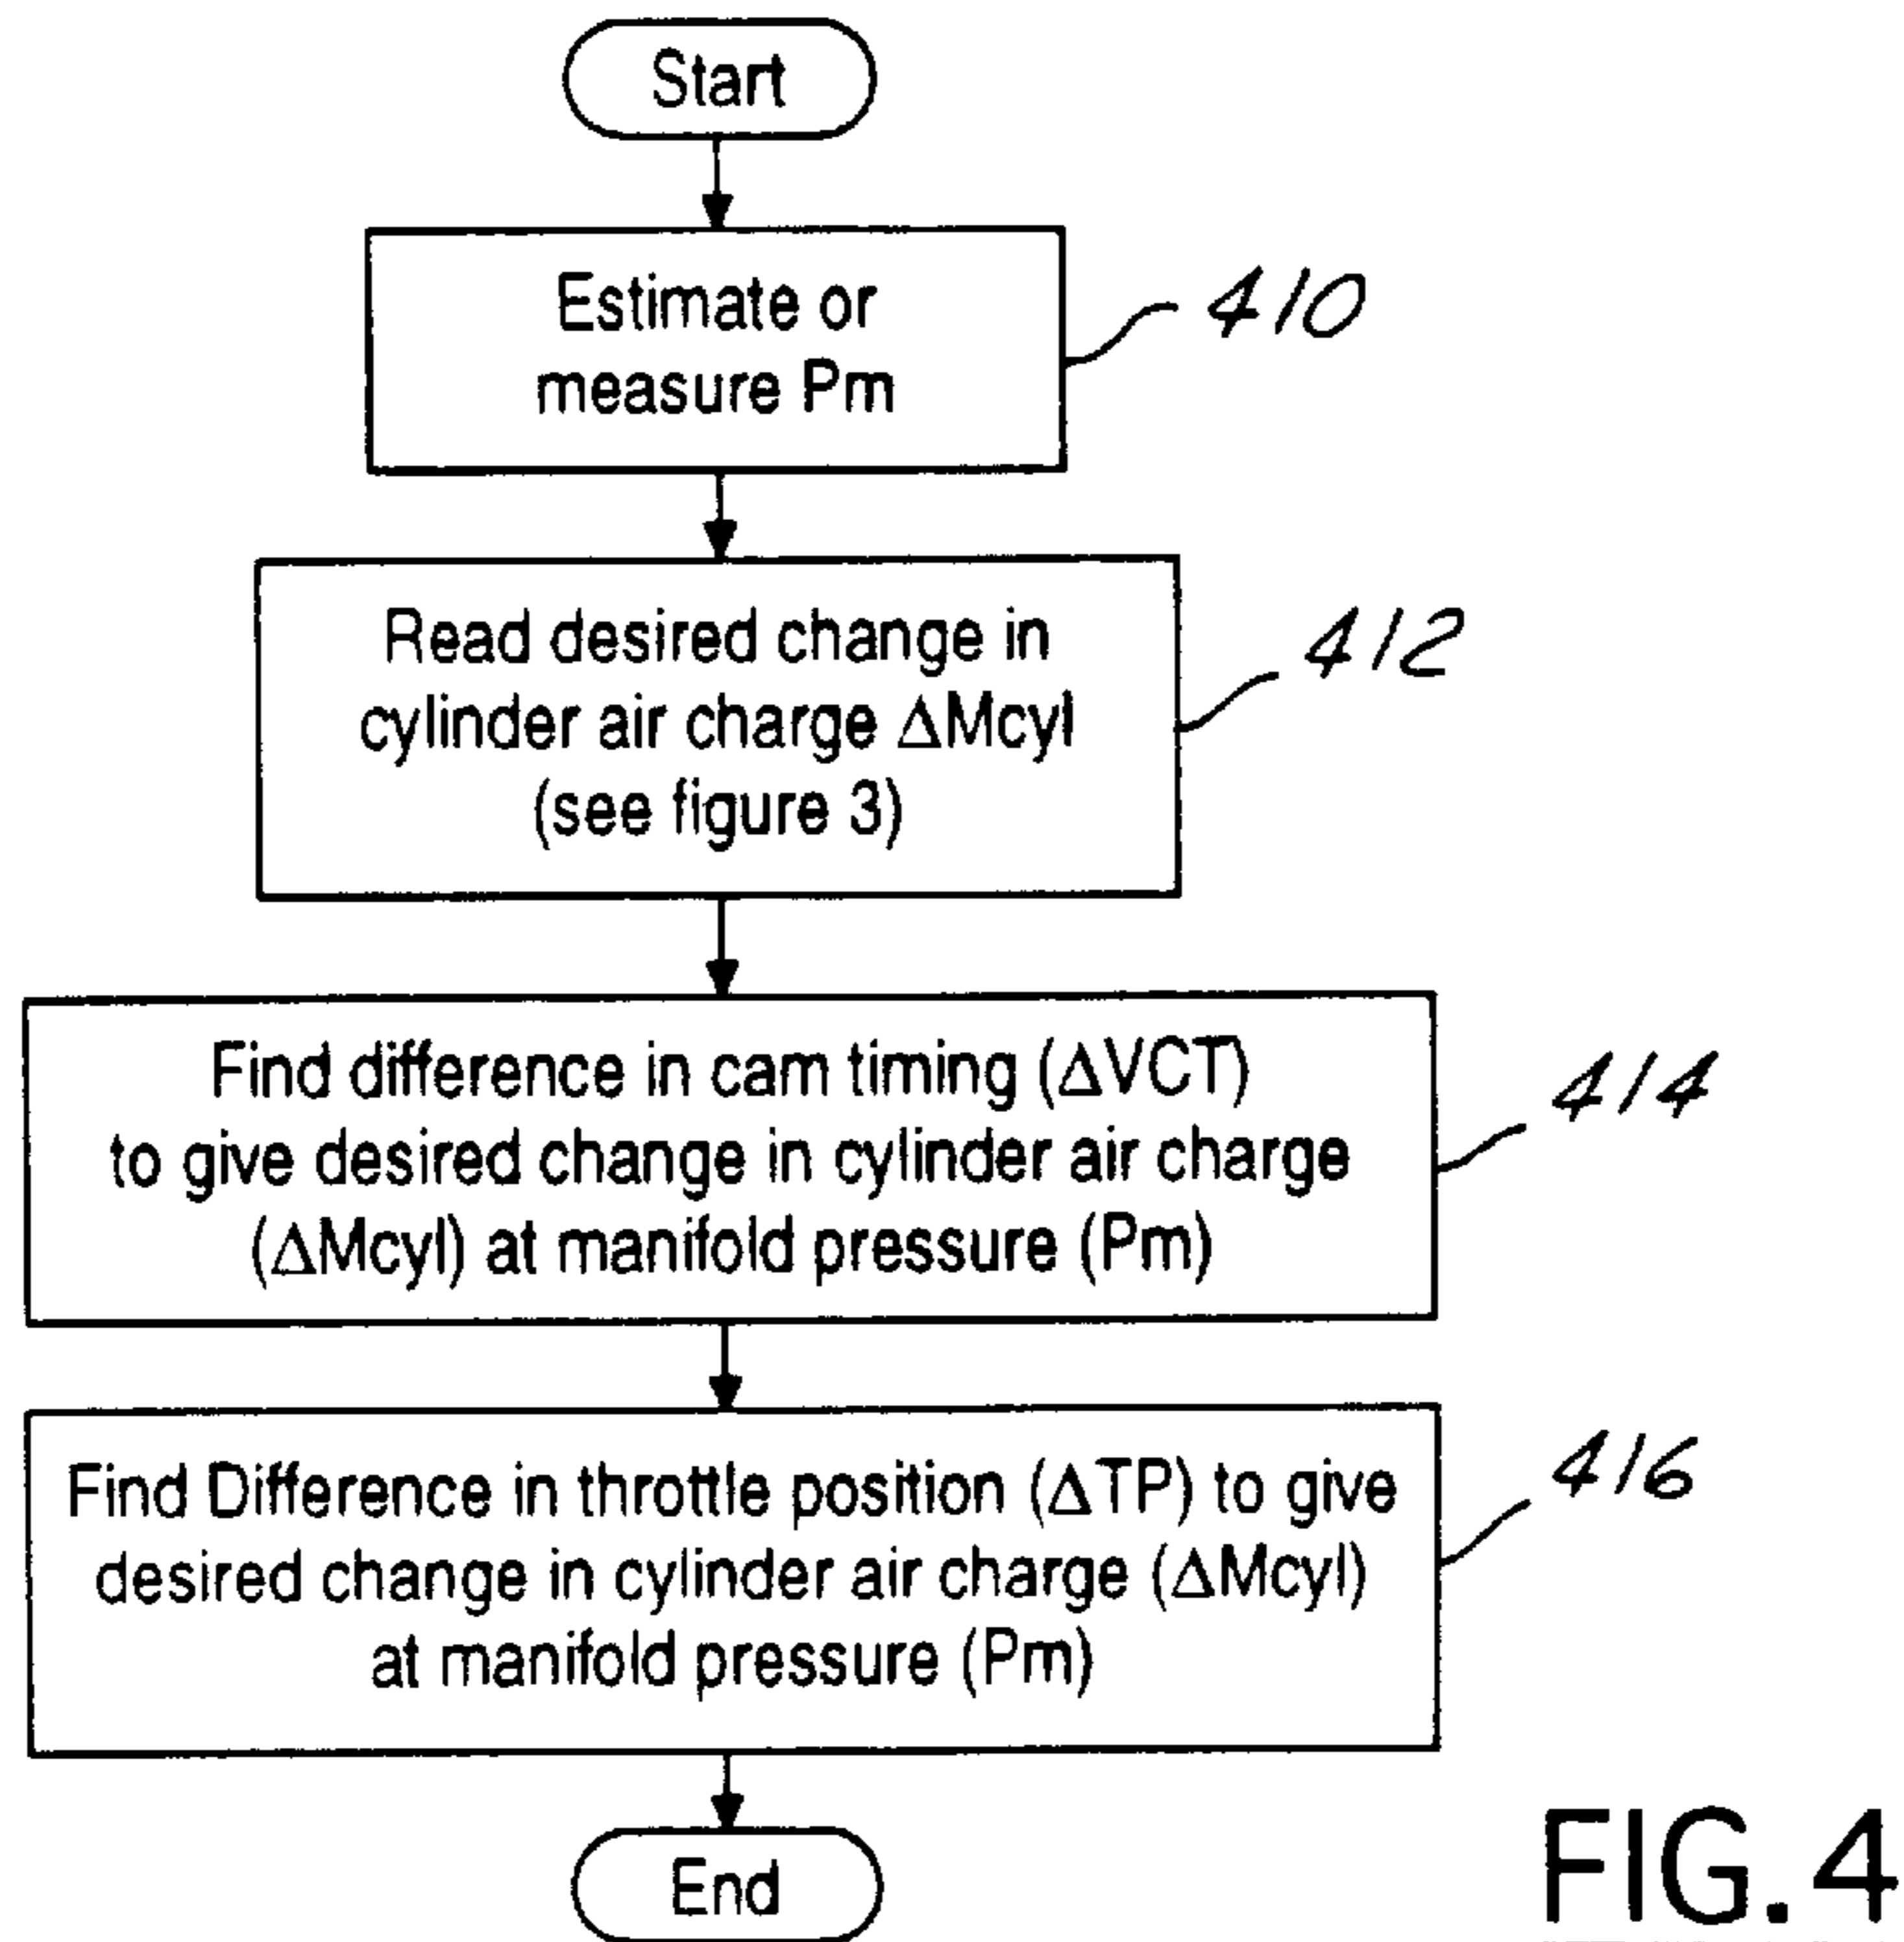 Start
Estimate or
measure Pm
410
Read desired change in
cylinder air charge ΔMcyl
(see figure 3)
412
Find difference in cam timing (ΔVCT)
to give desired change in cylinder air charge
(ΔMcyl) at manifold pressure (Pm)
414
Find Difference in throttle position (ΔTP) to give
desired change in cylinder air charge (ΔMcyl)
at manifold pressure (Pm)
416
End
FIG.4